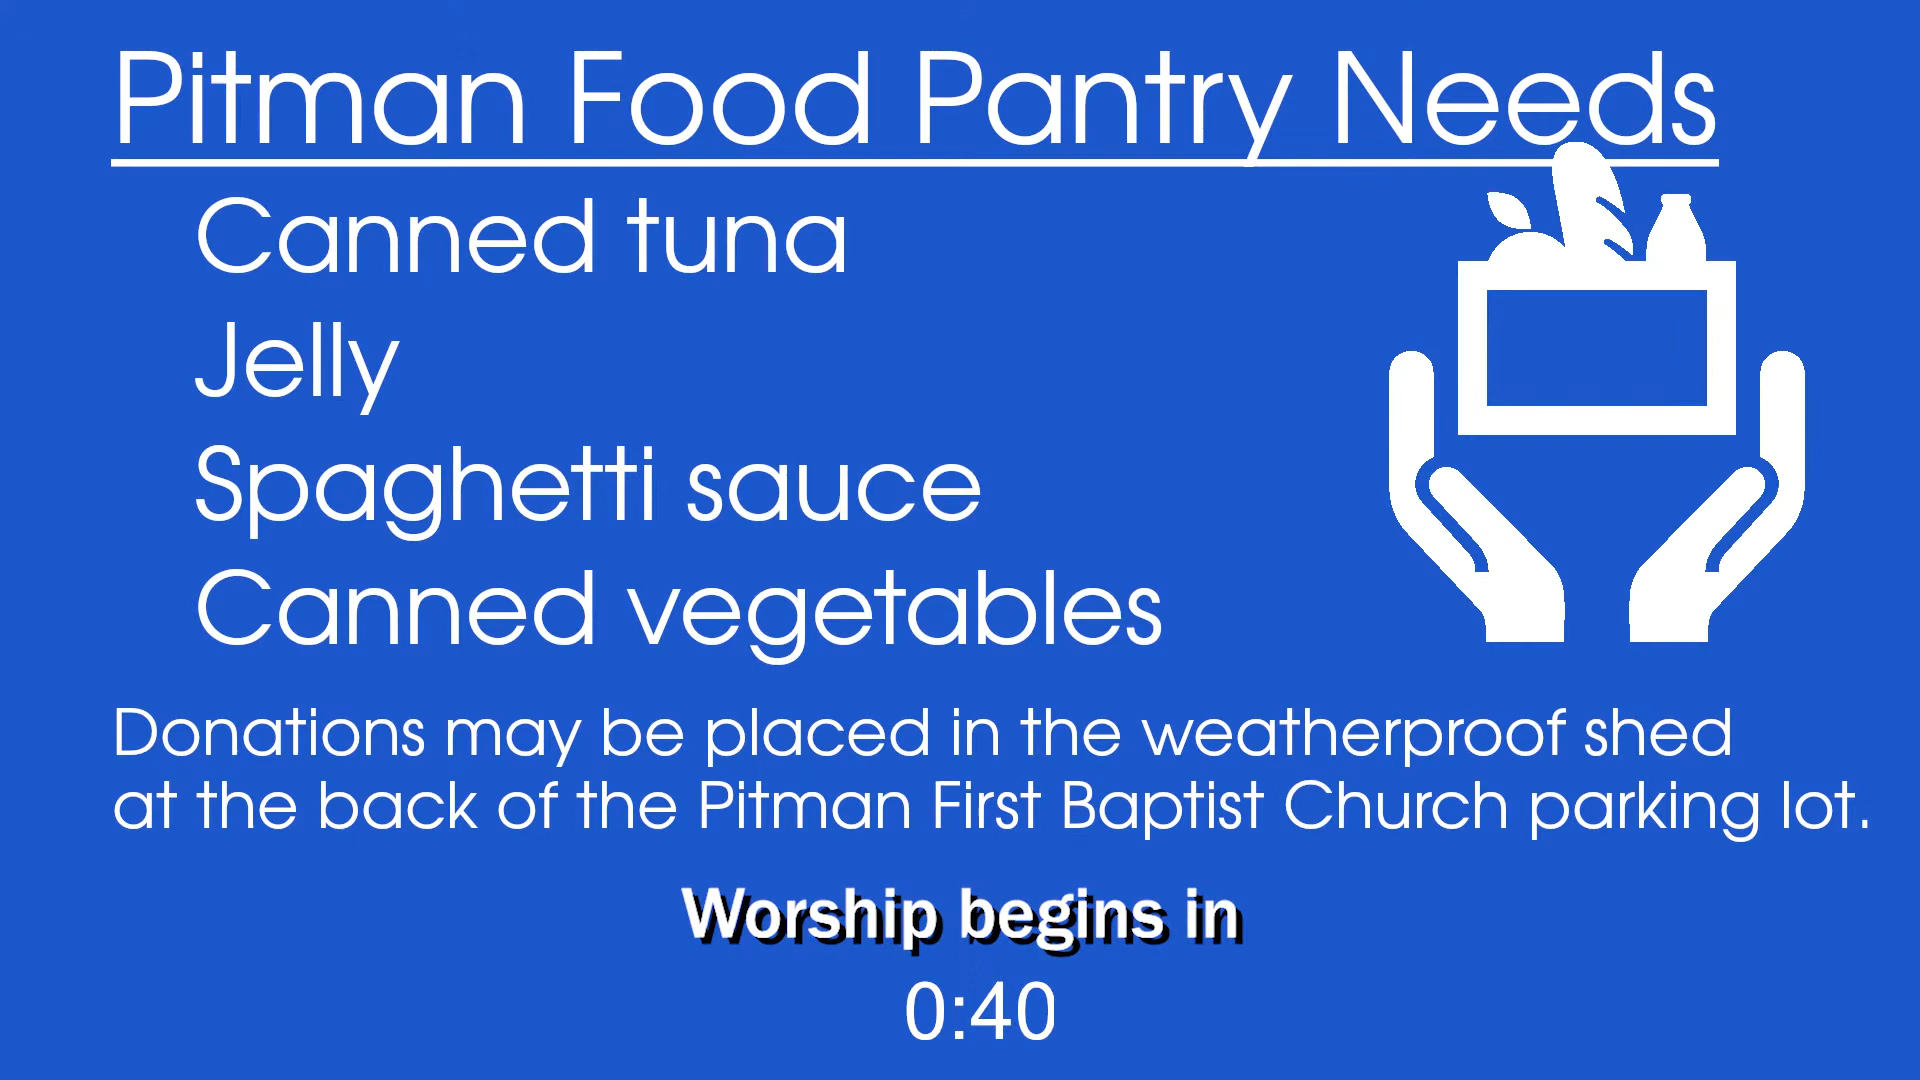 Pitman Food Pantry Needs
Canned tuna
Jelly
Spaghetti sauce
Canned vegetables
Donations may be placed in the weatherproof shed
at the back of the Pitman First Baptist Church parking lot.
Worship begins in
0:40